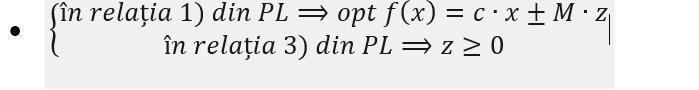 în relația 1) din PL ⟹ opt f(x) = c · x ± M · z
în relația 3) din PL ⟹ z ≥ 0